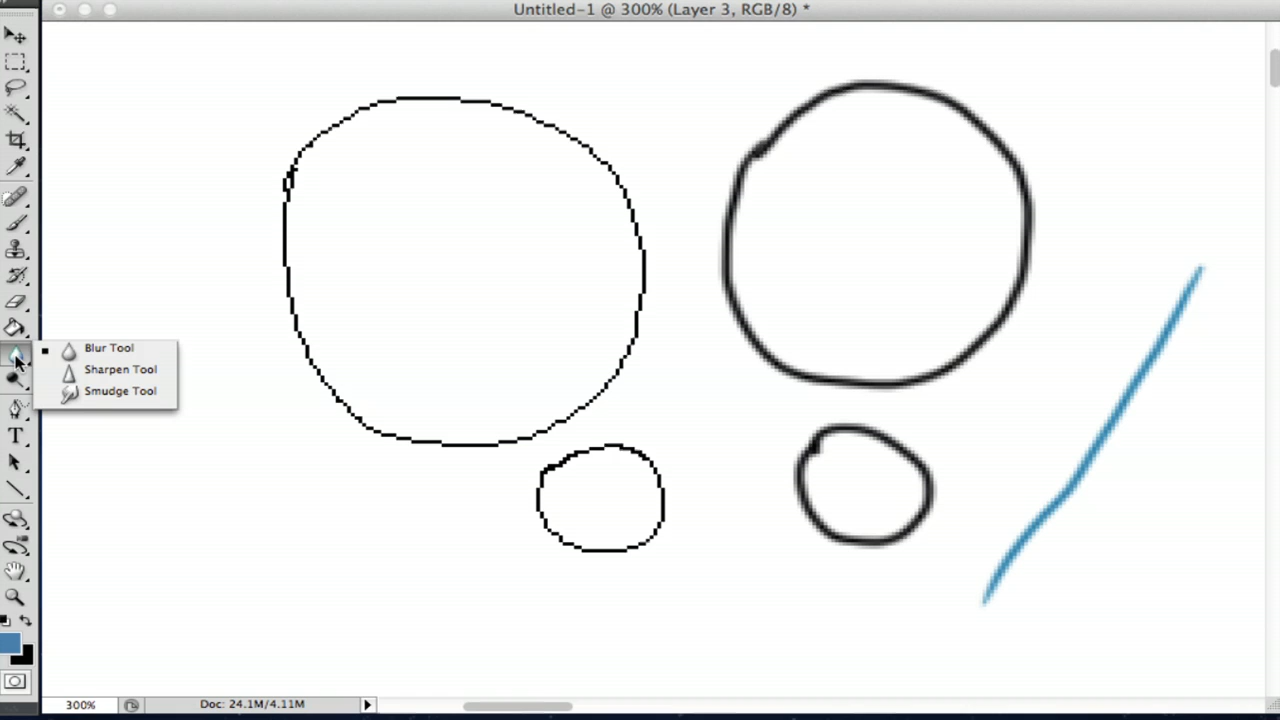 Untitled-1 @ 300% (Layer 3, RGB/8) *
Blur Tool
Sharpen Tool
Smudge Tool
T
300%
Doc: 24.1M/4.11M